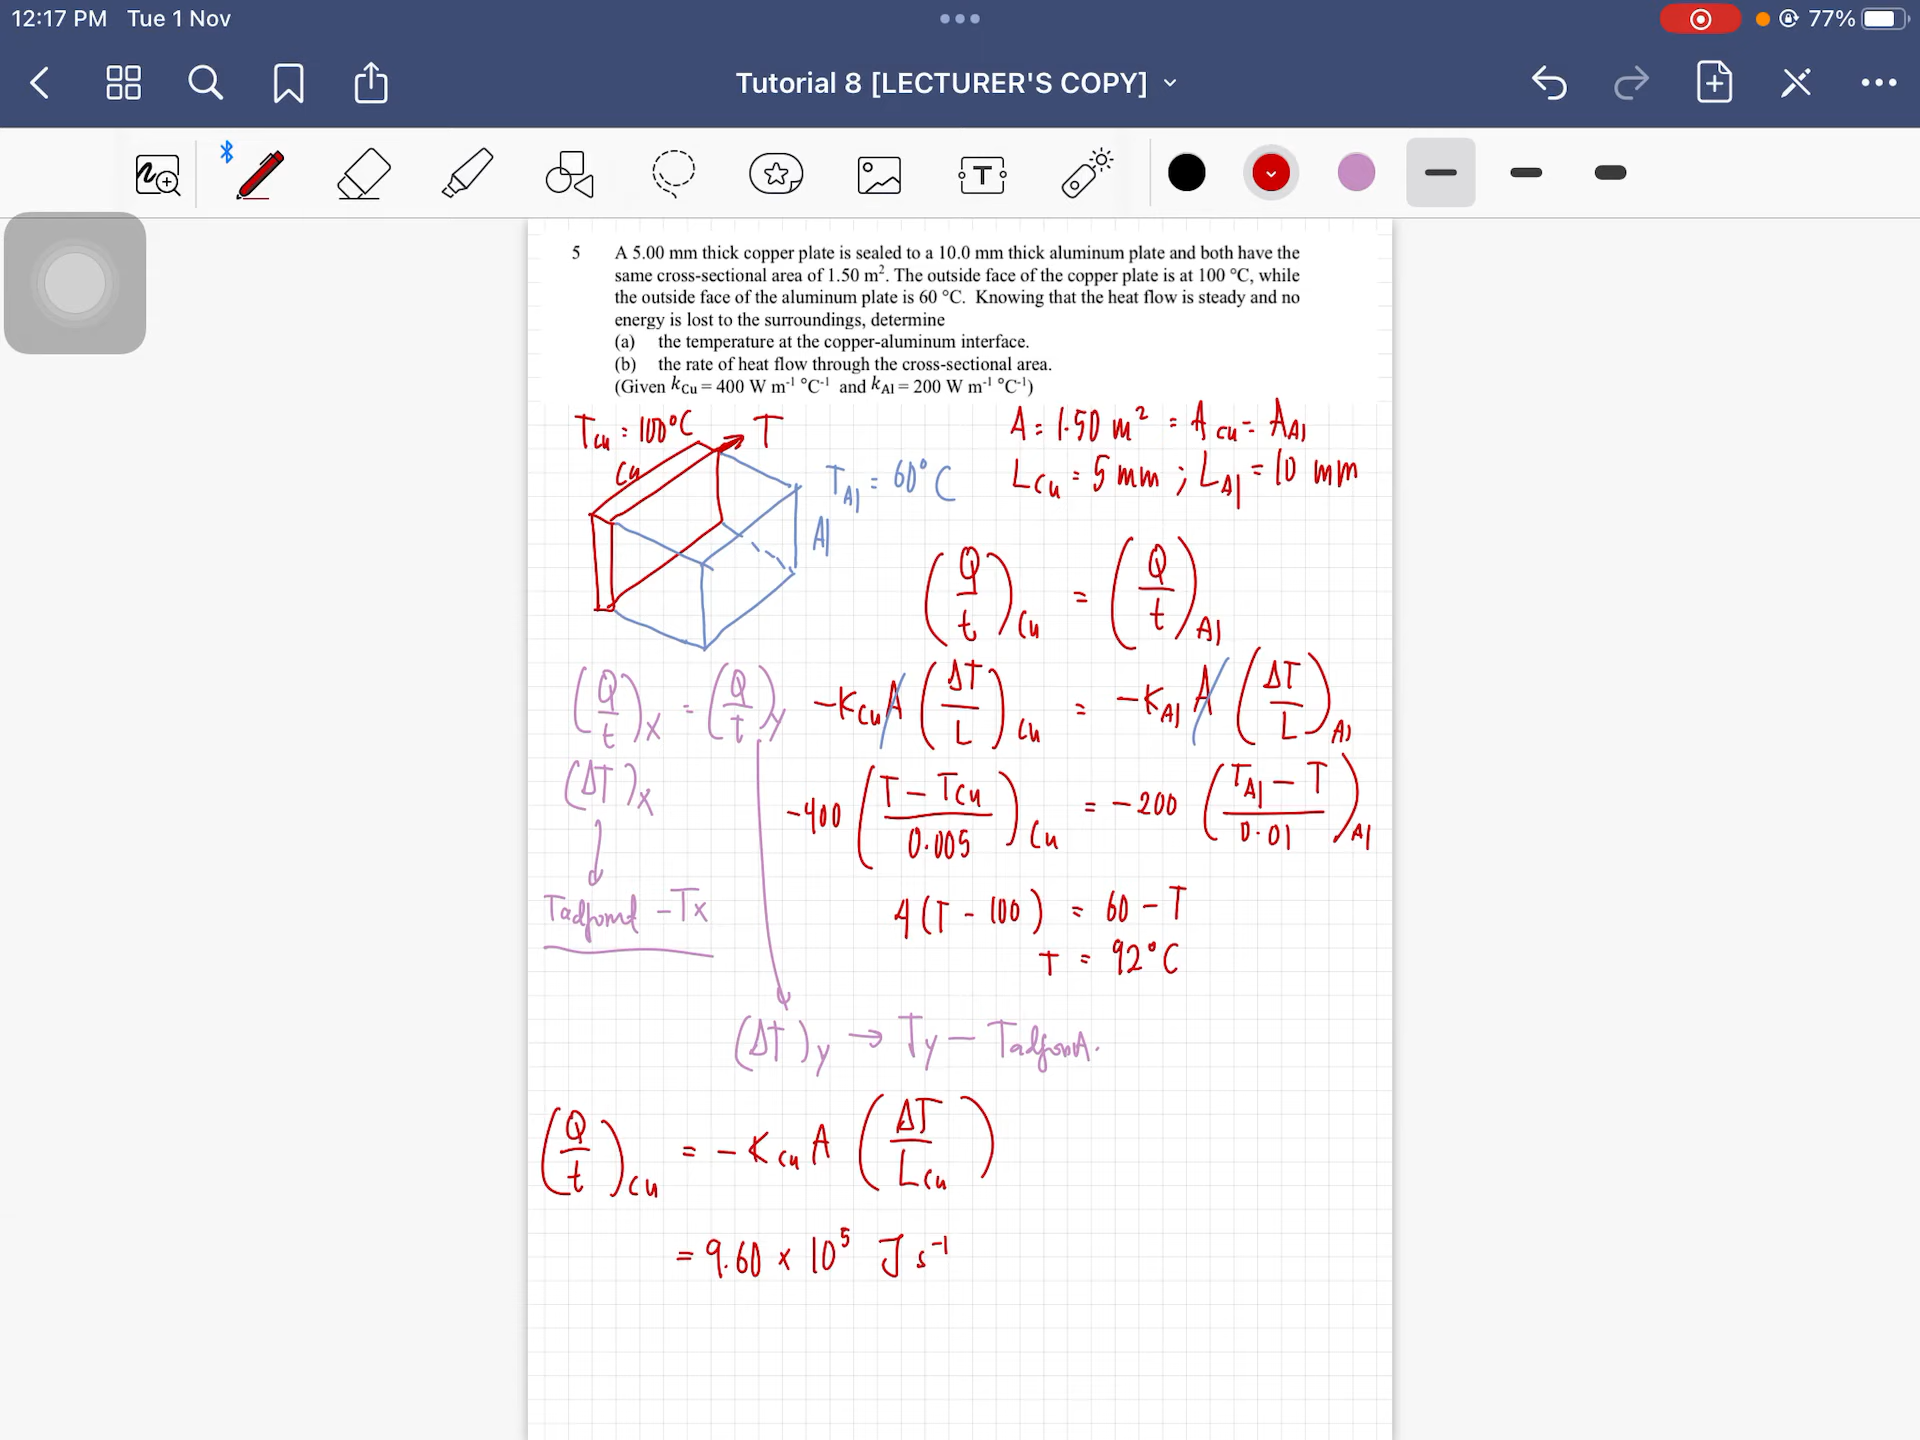 12:17 PM Tue 1 Nov
77%
Tutorial 8 [LECTURER'S COPY]
5 A 5.00 mm thick copper plate is sealed to a 10.0 mm thick aluminum plate and both have the
same cross-sectional area of 1.50 m². The outside face of the copper plate is at 100 °C, while
the outside face of the aluminum plate is 60 °C. Knowing that the heat flow is steady and no
energy is lost to the surroundings, determine
(a) the temperature at the copper-aluminum interface.
(b) the rate of heat flow through the cross-sectional area.
(Given kCu = 400 W m⁻¹ °C⁻¹ and kAl = 200 W m⁻¹ °C⁻¹)
TCu = 100°C T
Cu
TAl = 60°C
Al
A = 1.50 m² = ACu = AAl
LCu = 5 mm ; LAl = 10 mm
(Q/t)Cu = (Q/t)Al
-KCu A (ΔT/L)Cu = -KAl A (ΔT/L)Al
-400 (T - TCu / 0.005)Cu = -200 (TAl - T / 0.01)Al
4(T - 100) = 60 - T
T = 92°C
(Q/t)X = (Q/t)Y
(ΔT)X
- TX
(ΔT)Y → TY -
(Q/t)Cu = -KCu A (ΔT/LCu)
= 9.60 × 10⁵ J s⁻¹